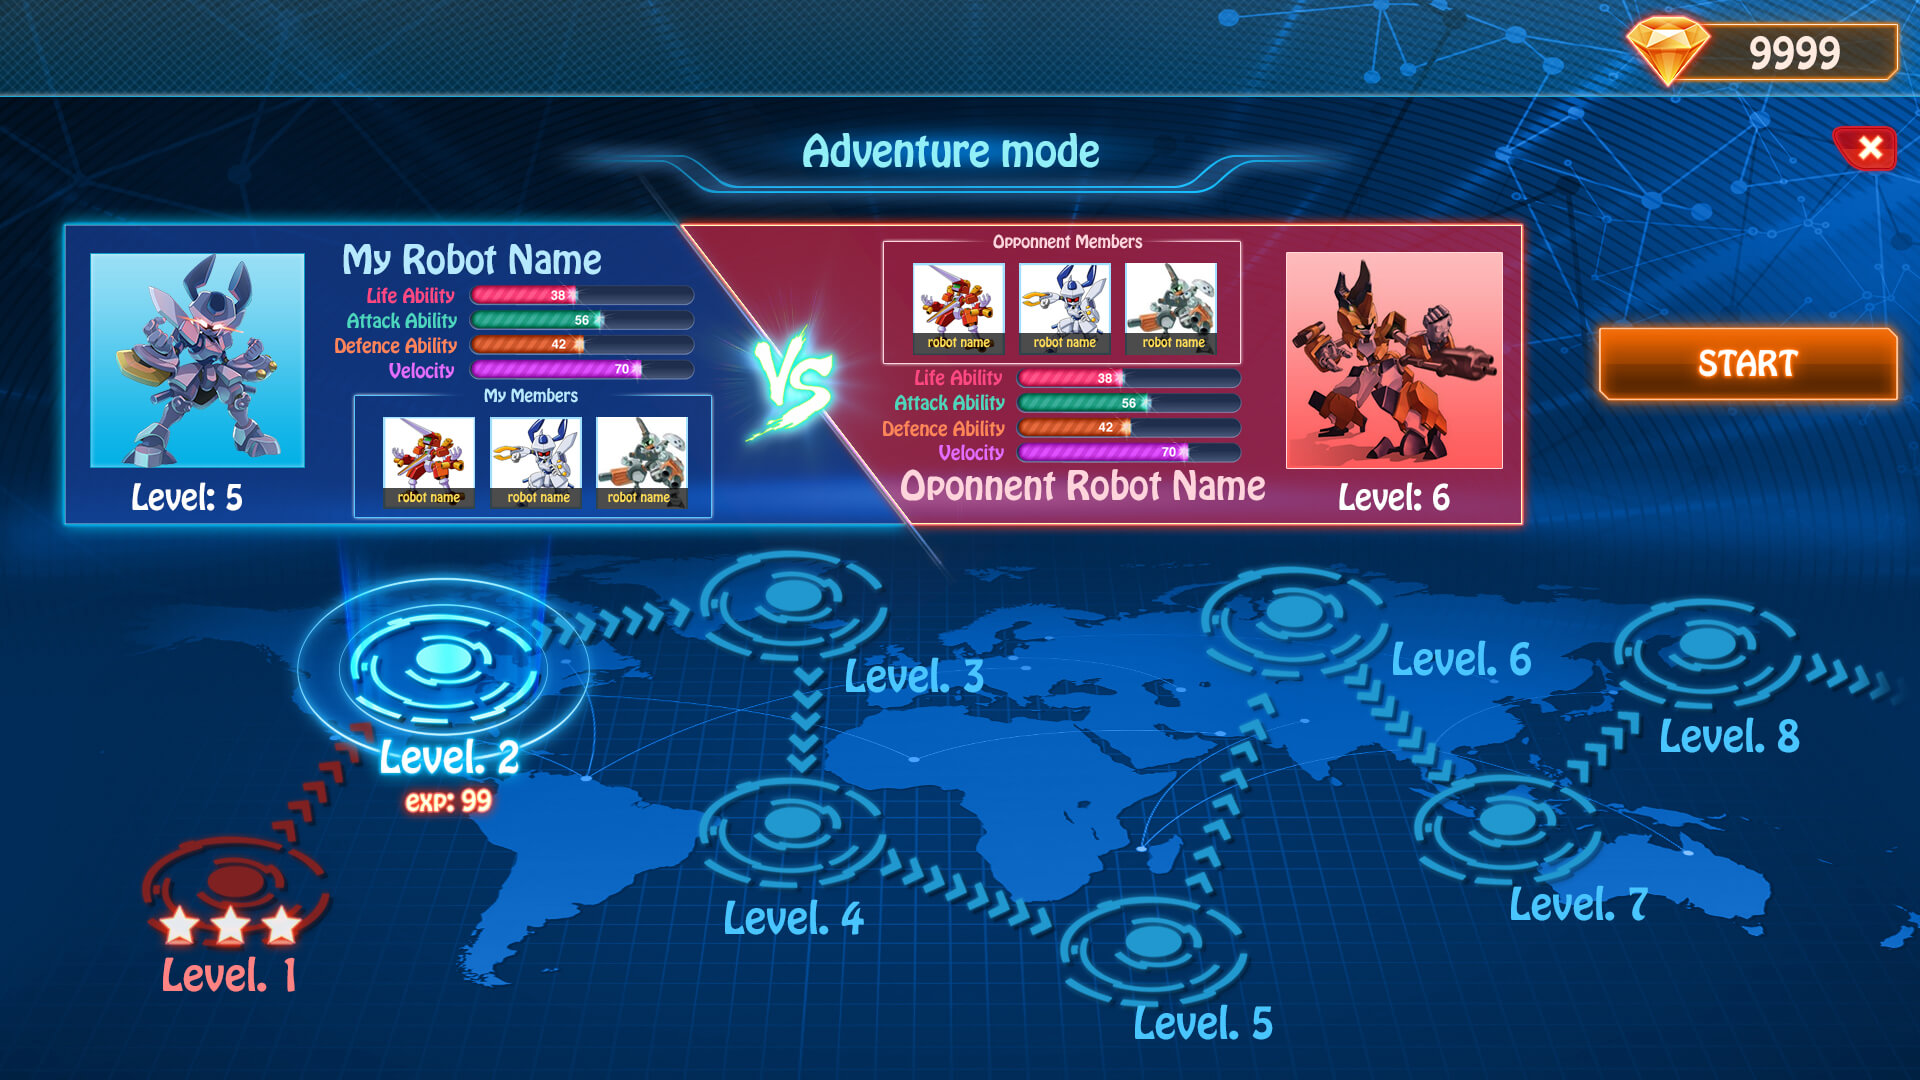 9999
Adventure mode
My Robot Name
Life Ability 38
Attack Ability 56
Defence Ability 42
Velocity 70
My Members
robot name robot name robot name
Level: 5
VS
Opponnent Members
robot name robot name robot name
Life Ability 38
Attack Ability 56
Defence Ability 42
Velocity 70
Oponnent Robot Name
Level: 6
START
Level. 1
Level. 2
exp: 99
Level. 3
Level. 4
Level. 5
Level. 6
Level. 7
Level. 8